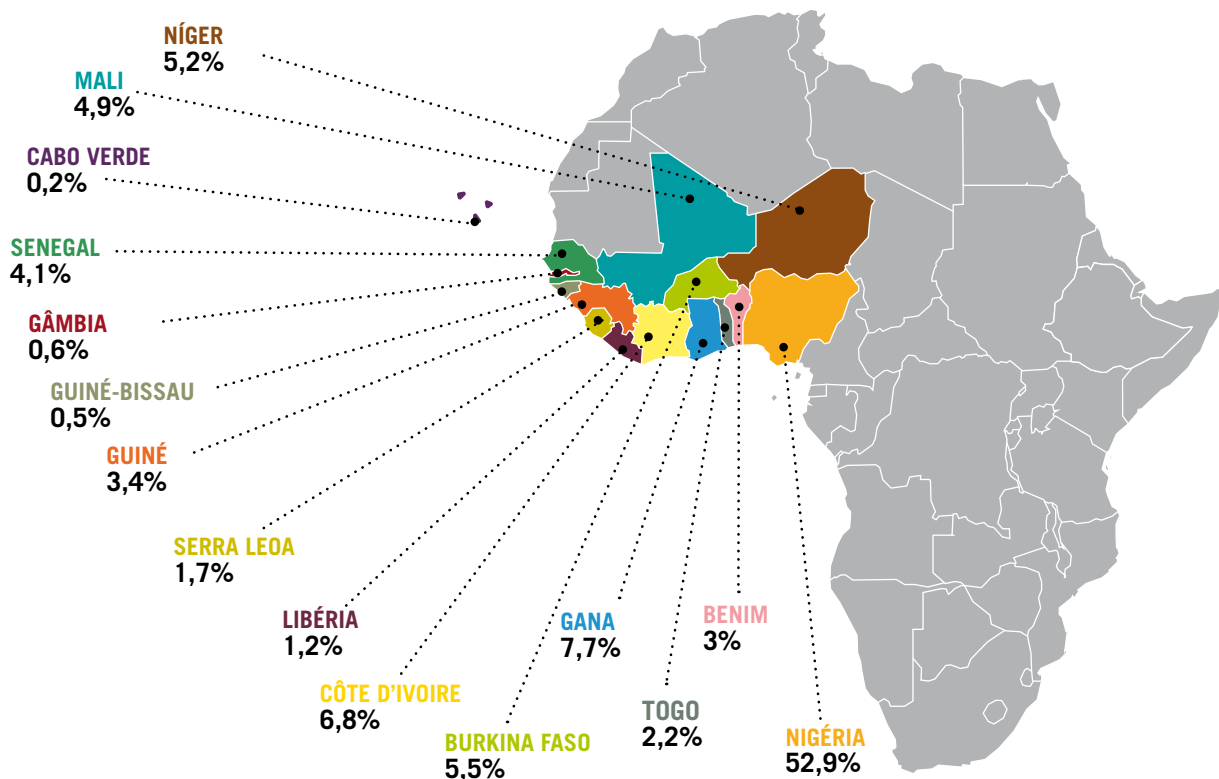 NÍGER
5,2%
MALI
4,9%
CABO VERDE
0,2%
SENEGAL
4,1%
GÂMBIA
0,6%
GUINÉ-BISSAU
0,5%
GUINÉ
3,4%
SERRA LEOA
1,7%
LIBÉRIA
1,2%
CÔTE D'IVOIRE
6,8%
BURKINA FASO
5,5%
GANA
7,7%
TOGO
2,2%
BENIM
3%
NIGÉRIA
52,9%